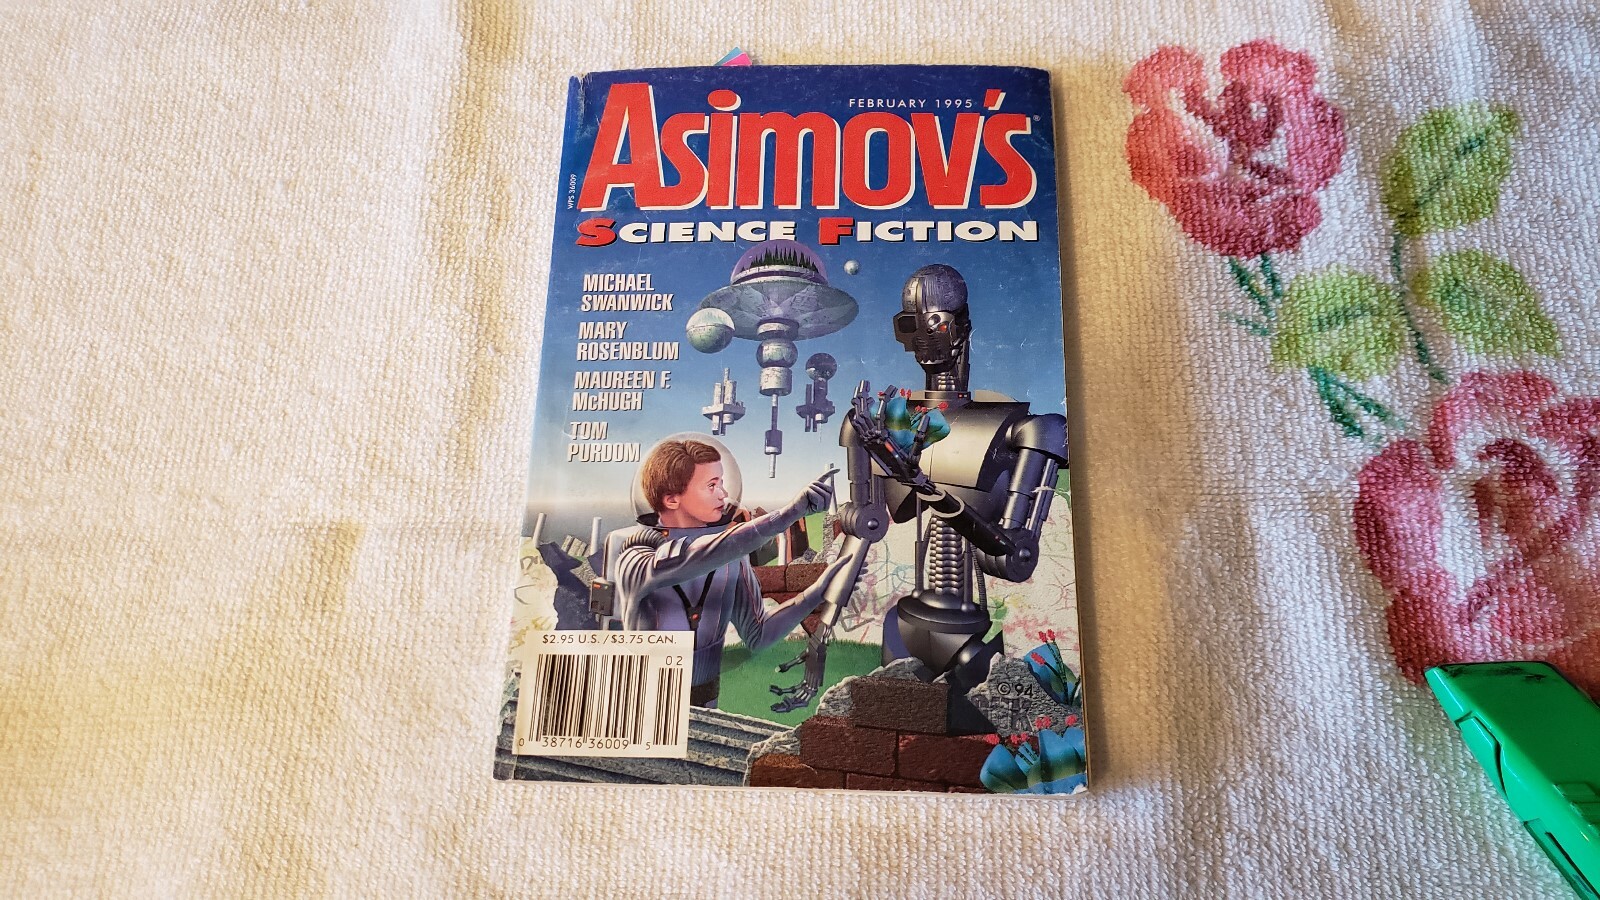 FEBRUARY 1995
ASIMOV'S®
SCIENCE FICTION
WPS 36009
MICHAEL
SWANWICK
MARY
ROSENBLUM
MAUREEN F.
McHUGH
TOM
PURDOM
$2.95 U.S. / $3.75 CAN.
02
0 38716 36009 5
© 94